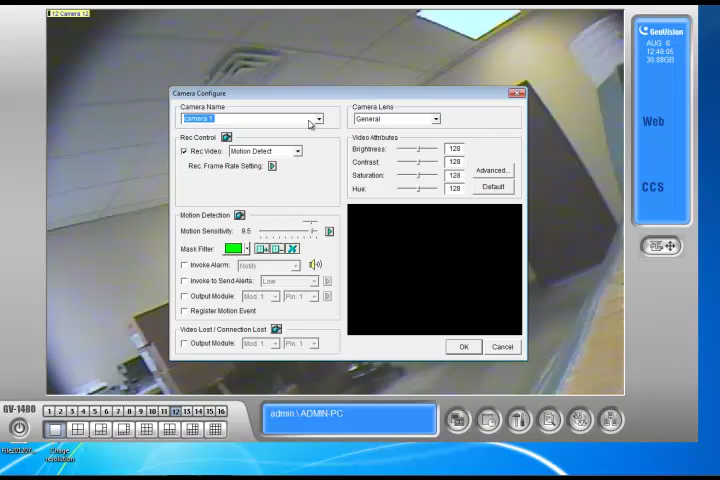 12 Camera 12
GeoVision
AUG 6
12:48:05
30.88GB
Web
CCS
Camera Configure
Camera Name
camera 1
Camera Lens
General
Rec Control
Rec Video:
Motion Detect
Rec. Frame Rate Setting:
Video Attributes
Brightness:
128
Contrast:
128
Saturation:
128
Hue:
128
Advanced...
Default
Motion Detection
Motion Sensitivity: 9.5
Mask Filter:
Invoke Alarm:
Notify
Invoke to Send Alerts:
Low
Output Module:
Mod. 1
Pin. 1
Register Motion Event
Video Lost / Connection Lost
Output Module:
Mod. 1
Pin. 1
OK
Cancel
GV-1480
1 2 3 4 5 6 7 8 9 10 11 12 13 14 15 16
admin \ ADMIN-PC
resolution